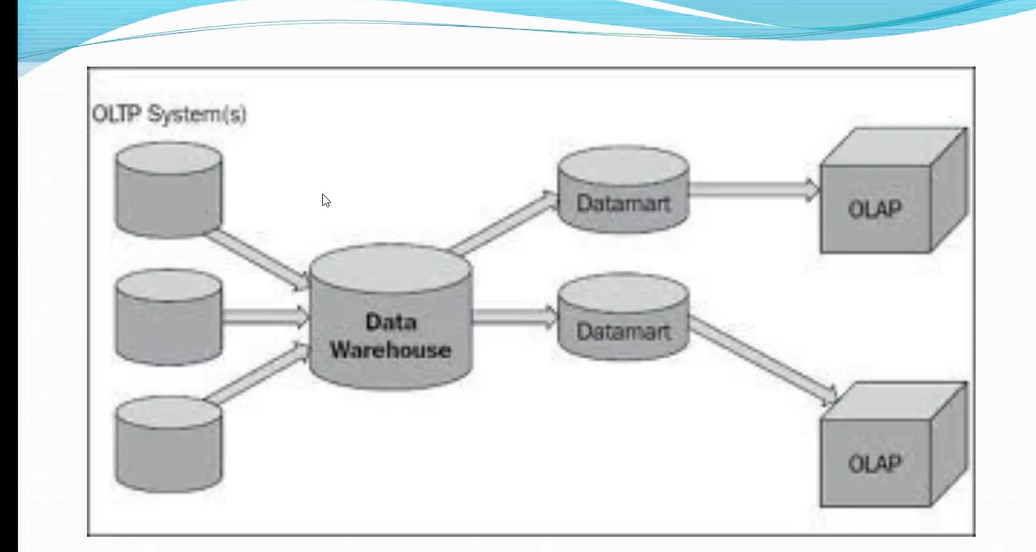 OLTP System(s)
Datamart
OLAP
Data
Warehouse
Datamart
OLAP